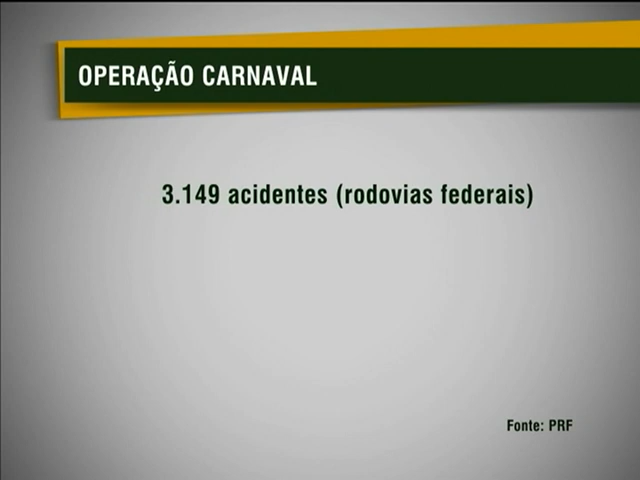 OPERAÇÃO CARNAVAL
3.149 acidentes (rodovias federais)
Fonte: PRF